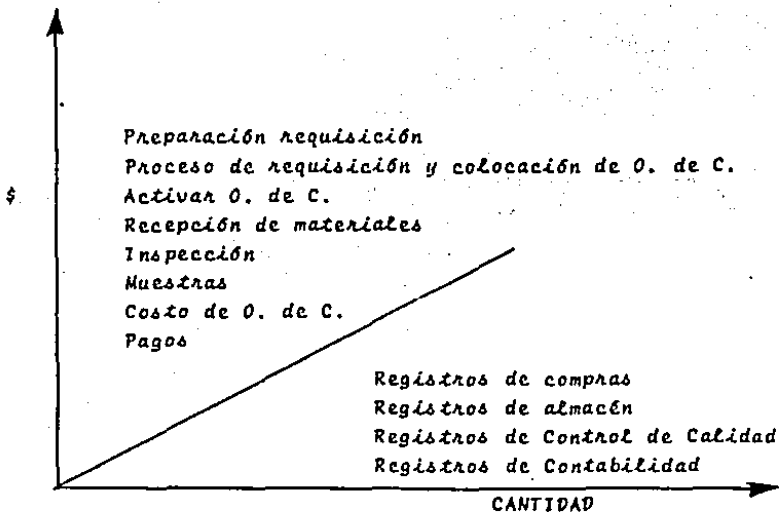 Preparación requisición
Proceso de requisición y colocación de O. de C.
$
Activar O. de C.
Recepción de materiales
Inspección
Muestras
Costo de O. de C.
Pagos
Registros de compras
Registros de almacén
Registros de Control de Calidad
Registros de Contabilidad
CANTIDAD